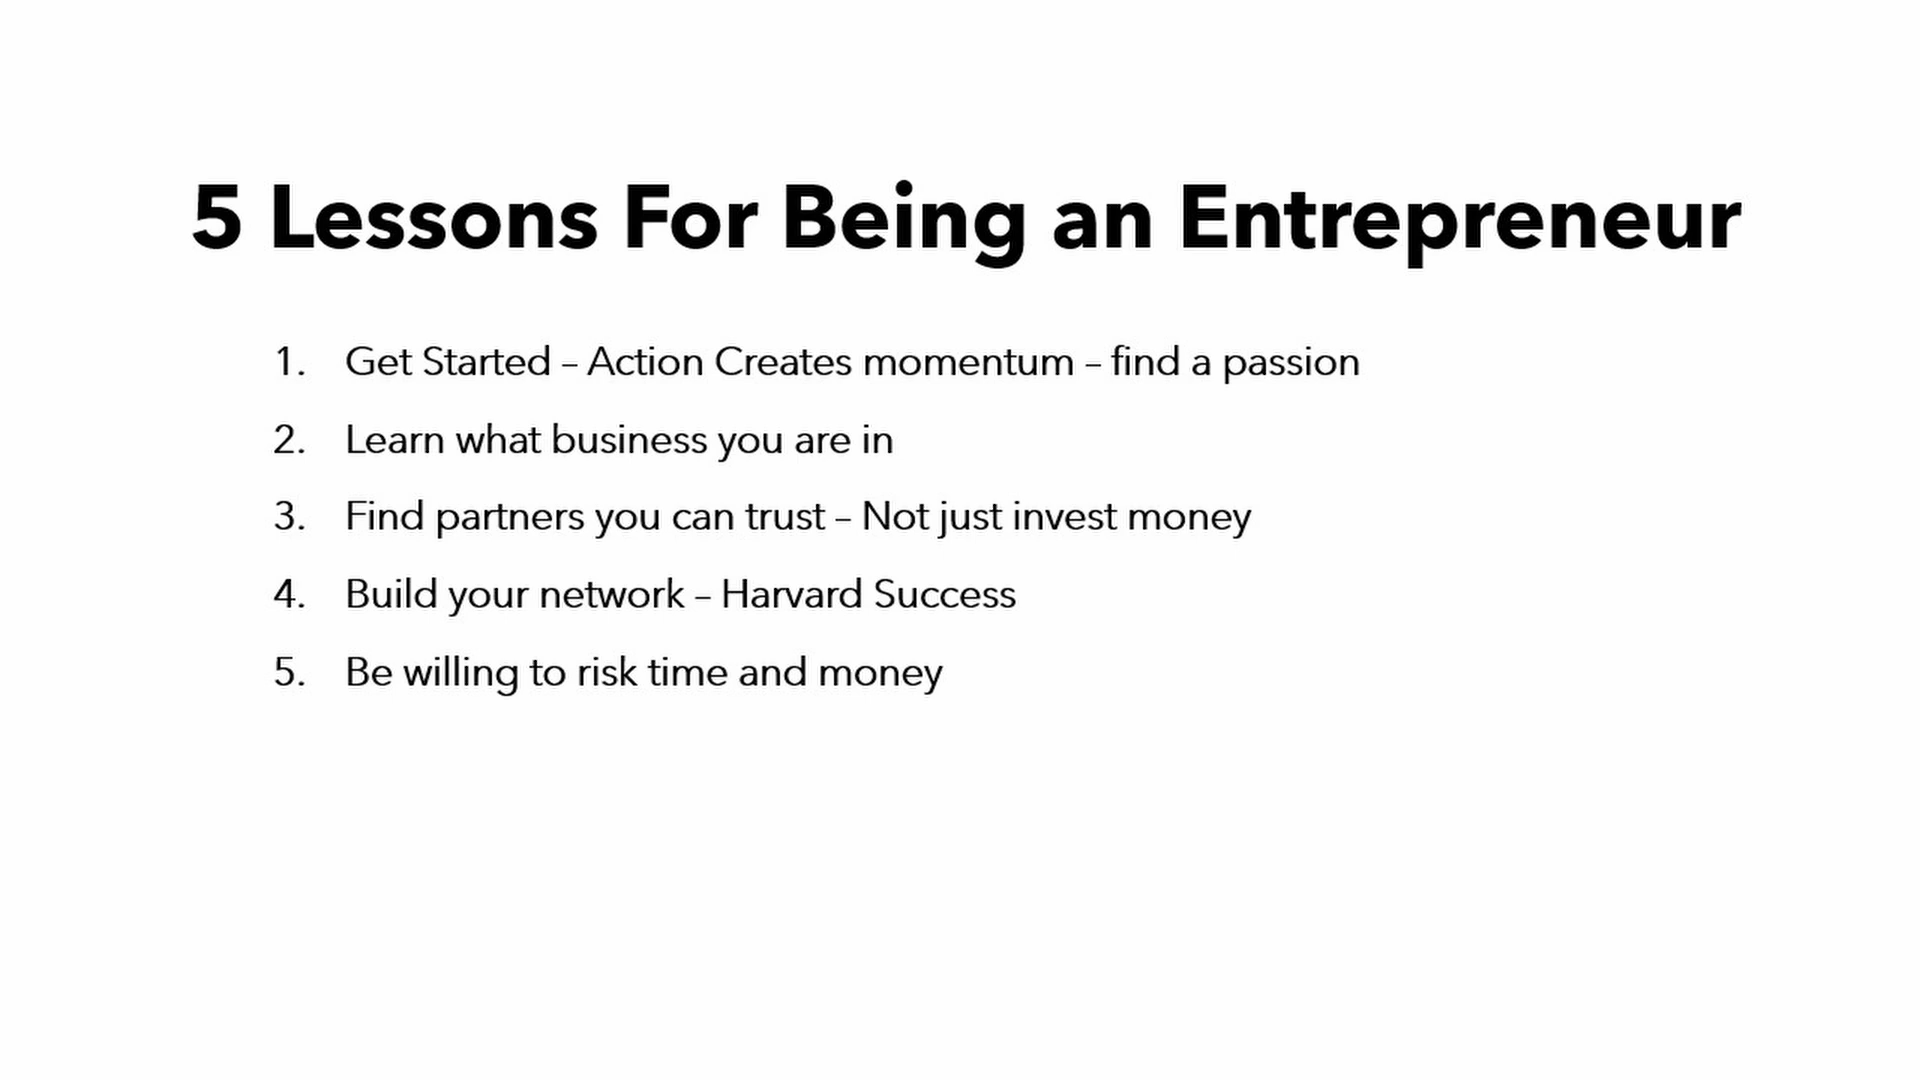 5 Lessons For Being an Entrepreneur
1. Get Started – Action Creates momentum – find a passion
2. Learn what business you are in
3. Find partners you can trust – Not just invest money
4. Build your network – Harvard Success
5. Be willing to risk time and money